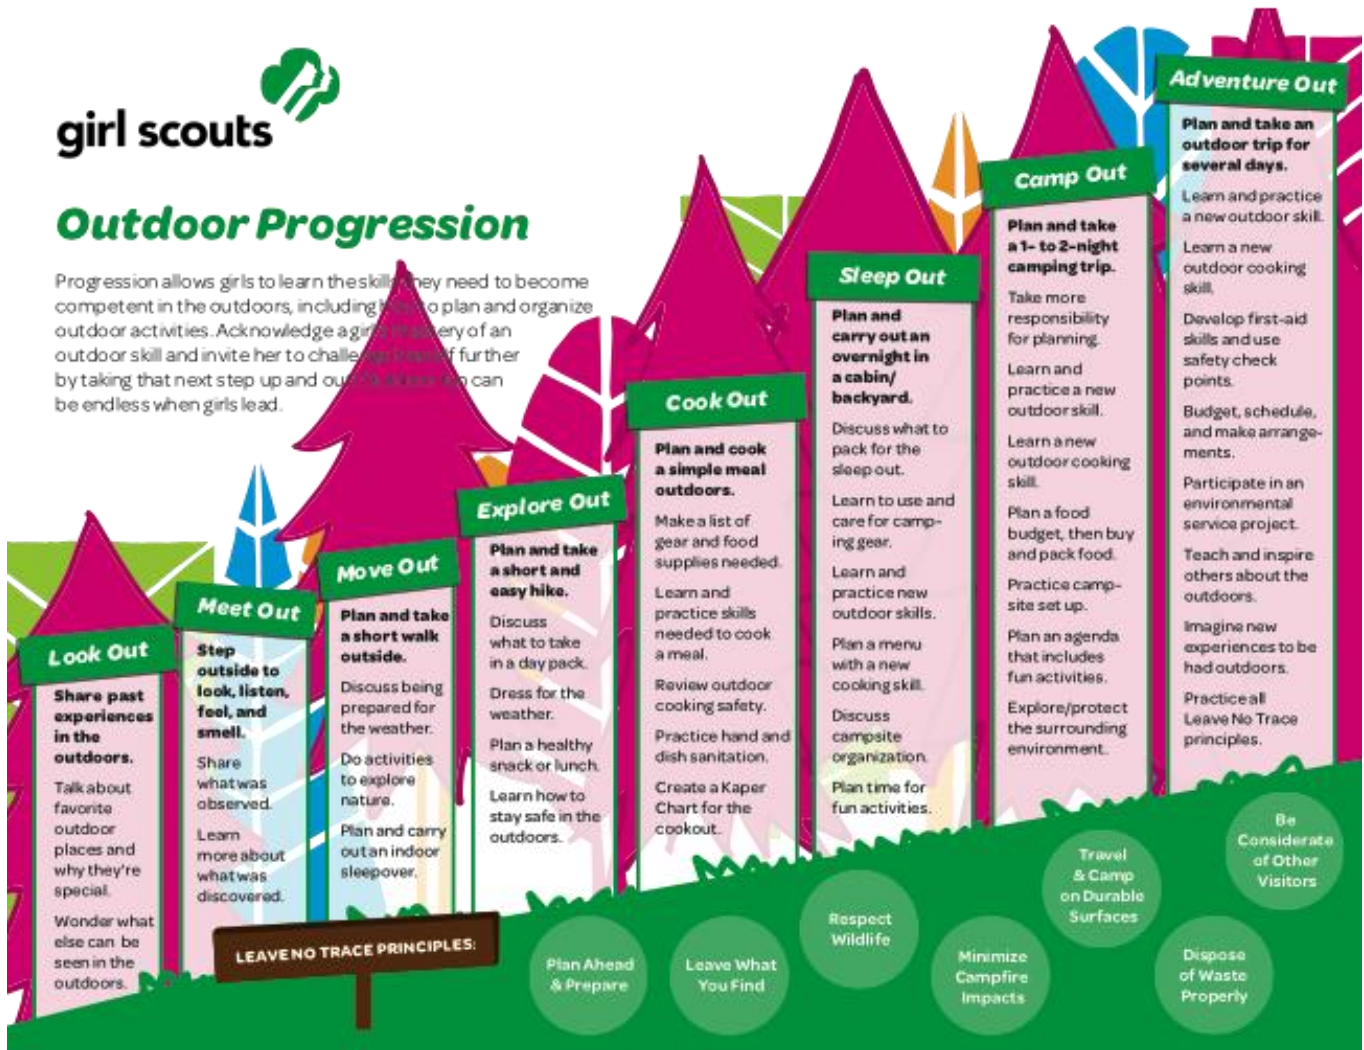 girl scouts
Outdoor Progression
Progression allows girls to learn the skills they need to become
competent in the outdoors, including to plan and organize
outdoor activities. Acknowledge a of an
outdoor skill and invite her to further
by taking that next step up and can
be endless when girls lead.
Look Out
Share past
experiences
in the
outdoors.
Talk about
favorite
outdoor
places and
why they're
special.
Wonder what
else can be
seen in the
outdoors.
Meet Out
Step
outside to
look, listen,
feel, and
smell.
Share
what was
observed.
Learn
more about
what was
discovered.
Move Out
Plan and take
a short walk
outside.
Discuss being
prepared for
the weather.
Do activities
to explore
nature.
Plan and carry
out an indoor
sleepover.
Explore Out
Plan and take
a short and
easy hike.
Discuss
what to take
in a day pack.
Dress for the
weather.
Plan a healthy
snack or lunch.
Learn how to
stay safe in the
outdoors.
Cook Out
Plan and cook
a simple meal
outdoors.
Make a list of
gear and food
supplies needed.
Learn and
practice skills
needed to cook
a meal.
Review outdoor
cooking safety.
Practice hand and
dish sanitation.
Create a Kaper
Chart for the
cookout.
Sleep Out
Plan and
carry out an
overnight in
a cabin/
backyard.
Discuss what to
pack for the
sleep out.
Learn to use and
care for camp-
ing gear.
Learn and
practice new
outdoor skills.
Plan a menu
with a new
cooking skill.
Discuss
campsite
organization.
Plan time for
fun activities.
Camp Out
Plan and take
a 1- to 2-night
camping trip.
Take more
responsibility
for planning.
Learn and
practice a new
outdoor skill.
Learn a new
outdoor cooking
skill.
Plan a food
budget, then buy
and pack food.
Practice camp-
site set up.
Plan an agenda
that includes
fun activities.
Explore/protect
the surrounding
environment.
Adventure Out
Plan and take an
outdoor trip for
several days.
Learn and practice
a new outdoor skill.
Learn a new
outdoor cooking
skill.
Develop first-aid
skills and use
safety check
points.
Budget, schedule,
and make arrange-
ments.
Participate in an
environmental
service project.
Teach and inspire
others about the
outdoors.
Imagine new
experiences to be
had outdoors.
Practice all
Leave No Trace
principles.
LEAVE NO TRACE PRINCIPLES:
Plan Ahead
& Prepare
Leave What
You Find
Respect
Wildlife
Minimize
Campfire
Impacts
Travel
& Camp
on Durable
Surfaces
Dispose
of Waste
Properly
Be
Considerate
of Other
Visitors